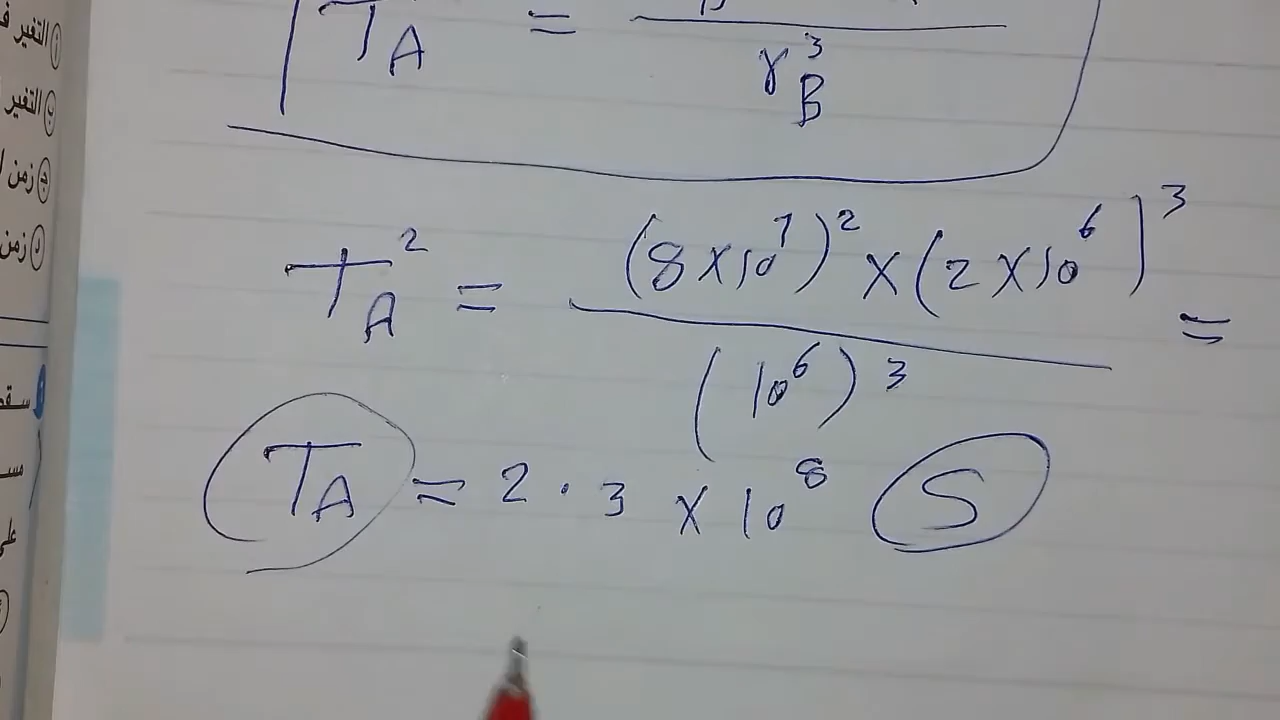 T_A = / r_B^3
T_A^2 = (8×10^7)^2 × (2×10^6)^3 / (10^6)^3 =
T_A = 2.3 × 10^8 S
التغير
التغير
زمن
زمن